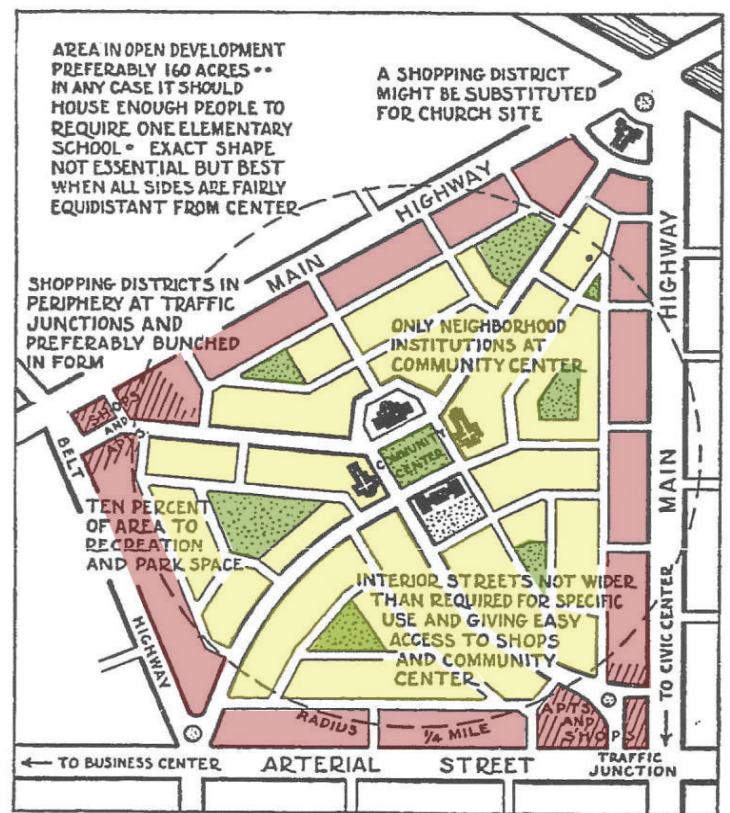 AREA IN OPEN DEVELOPMENT
PREFERABLY 160 ACRES ••
IN ANY CASE IT SHOULD
HOUSE ENOUGH PEOPLE TO
REQUIRE ONE ELEMENTARY
SCHOOL • EXACT SHAPE
NOT ESSENTIAL BUT BEST
WHEN ALL SIDES ARE FAIRLY
EQUIDISTANT FROM CENTER
A SHOPPING DISTRICT
MIGHT BE SUBSTITUTED
FOR CHURCH SITE
MAIN HIGHWAY
HIGHWAY
SHOPPING DISTRICTS IN
PERIPHERY AT TRAFFIC
JUNCTIONS AND
PREFERABLY BUNCHED
IN FORM
ONLY NEIGHBORHOOD
INSTITUTIONS AT
COMMUNITY CENTER
SHOPS
AND
APTS
BELT
COMMUNITY
CENTER
MAIN
TEN PERCENT
OF AREA TO
RECREATION
AND PARK SPACE
INTERIOR STREETS NOT WIDER
THAN REQUIRED FOR SPECIFIC
USE AND GIVING EASY
ACCESS TO SHOPS
AND COMMUNITY
CENTER
HIGHWAY
TO CIVIC CENTER
RADIUS 1/4 MILE
APTS
AND
SHOPS
← TO BUSINESS CENTER
ARTERIAL STREET
TRAFFIC
JUNCTION